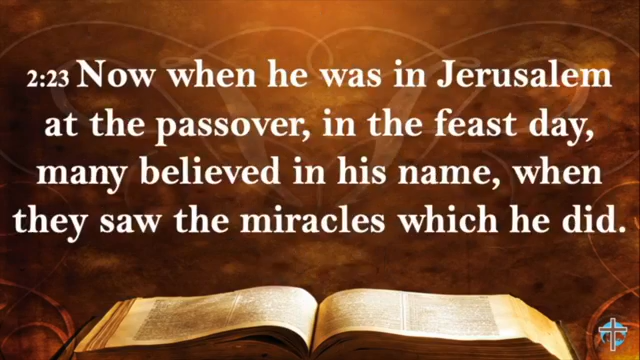 2:23 Now when he was in Jerusalem
at the passover, in the feast day,
many believed in his name, when
they saw the miracles which he did.